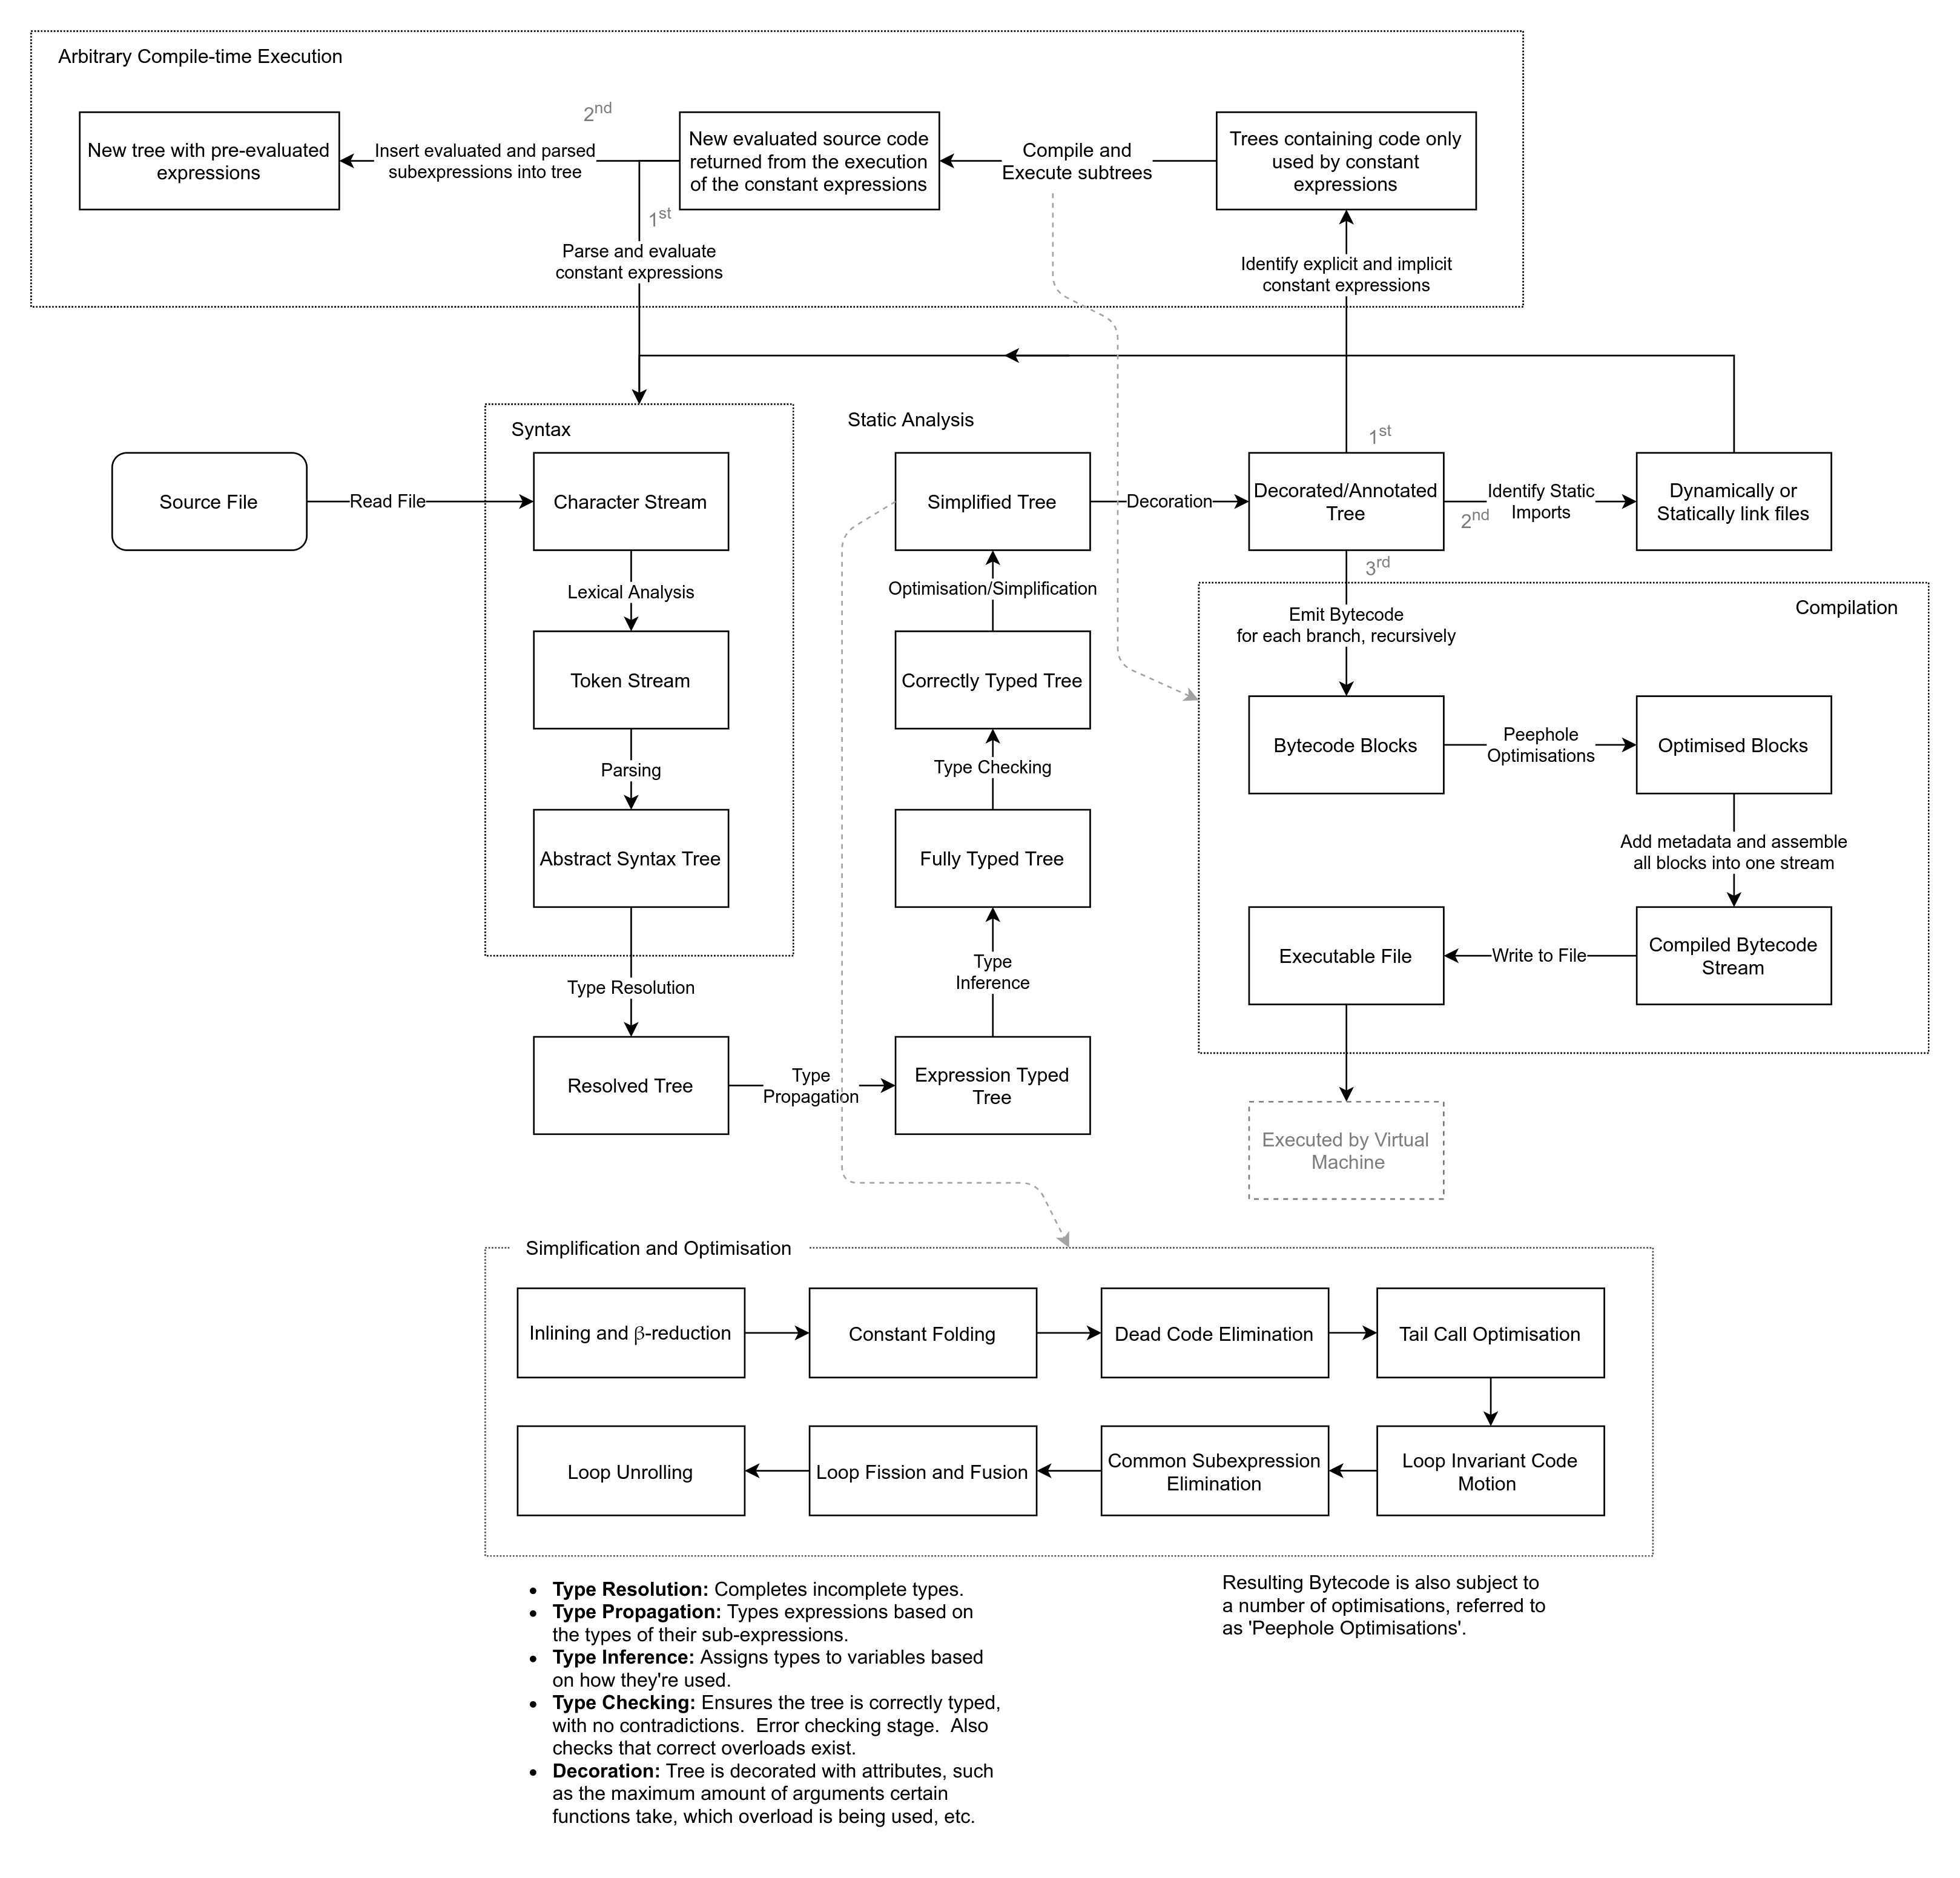 Arbitrary Compile-time Execution
New tree with pre-evaluated
expressions
2nd
Insert evaluated and parsed
subexpressions into tree
New evaluated source code
returned from the execution
of the constant expressions
Compile and
Execute subtrees
Trees containing code only
used by constant
expressions
1st
Parse and evaluate
constant expressions
Identify explicit and implicit
constant expressions
Syntax
Static Analysis
Source File
Read File
Character Stream
Simplified Tree
Decoration
1st
Decorated/Annotated
Tree
Identify Static
Imports
2nd
Dynamically or
Statically link files
3rd
Lexical Analysis
Optimisation/Simplification
Compilation
Emit Bytecode
for each branch, recursively
Token Stream
Correctly Typed Tree
Bytecode Blocks
Peephole
Optimisations
Optimised Blocks
Parsing
Type Checking
Add metadata and assemble
all blocks into one stream
Abstract Syntax Tree
Fully Typed Tree
Executable File
Write to File
Compiled Bytecode
Stream
Type Resolution
Type
Inference
Resolved Tree
Type
Propagation
Expression Typed
Tree
Executed by Virtual
Machine
Simplification and Optimisation
Inlining and β-reduction
Constant Folding
Dead Code Elimination
Tail Call Optimisation
Loop Unrolling
Loop Fission and Fusion
Common Subexpression
Elimination
Loop Invariant Code
Motion
• Type Resolution: Completes incomplete types.
• Type Propagation: Types expressions based on
the types of their sub-expressions.
• Type Inference: Assigns types to variables based
on how they're used.
• Type Checking: Ensures the tree is correctly typed,
with no contradictions.  Error checking stage.  Also
checks that correct overloads exist.
• Decoration: Tree is decorated with attributes, such
as the maximum amount of arguments certain
functions take, which overload is being used, etc.
Resulting Bytecode is also subject to
a number of optimisations, referred to
as 'Peephole Optimisations'.